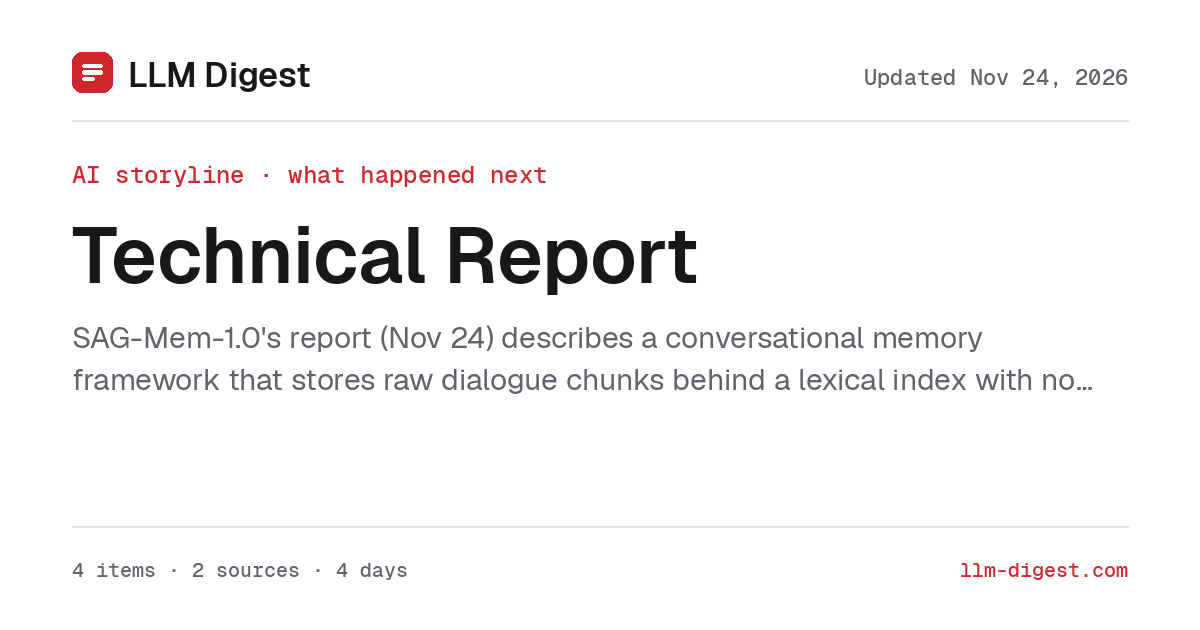 LLM Digest
Updated Nov 24, 2026
AI storyline · what happened next
Technical Report
SAG-Mem-1.0's report (Nov 24) describes a conversational memory
framework that stores raw dialogue chunks behind a lexical index with no…
4 items · 2 sources · 4 days
llm-digest.com